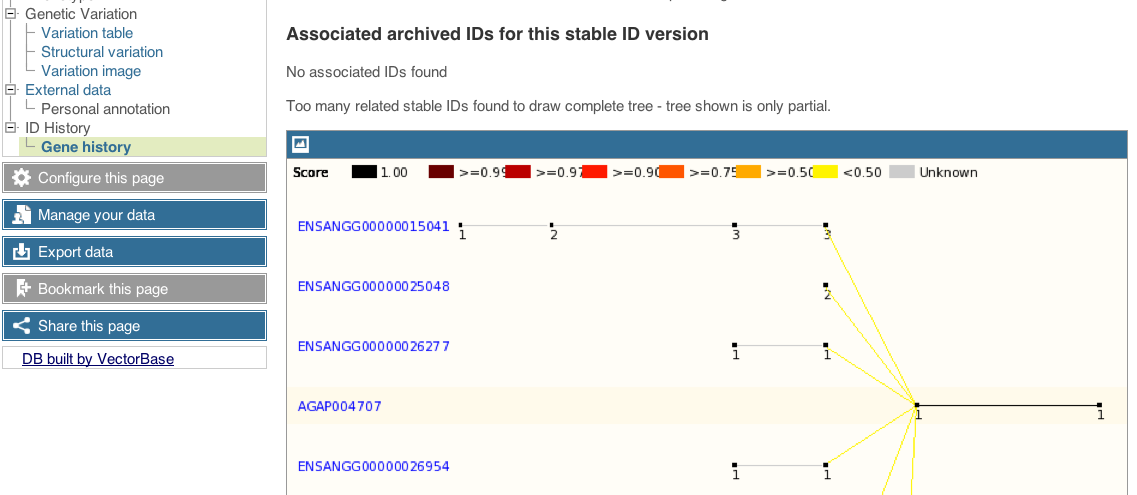 Genetic Variation
Variation table
Structural variation
Variation image
External data
Personal annotation
ID History
Gene history
Configure this page
Manage your data
Export data
Bookmark this page
Share this page
DB built by VectorBase
Associated archived IDs for this stable ID version
No associated IDs found
Too many related stable IDs found to draw complete tree - tree shown is only partial.
Score 1.00 >=0.99 >=0.97 >=0.90 >=0.75 >=0.50 <0.50 Unknown
ENSANGG00000015041
1 2 3 3
ENSANGG00000025048
2
ENSANGG00000026277
1 1
AGAP004707
1 1
ENSANGG00000026954
1 1